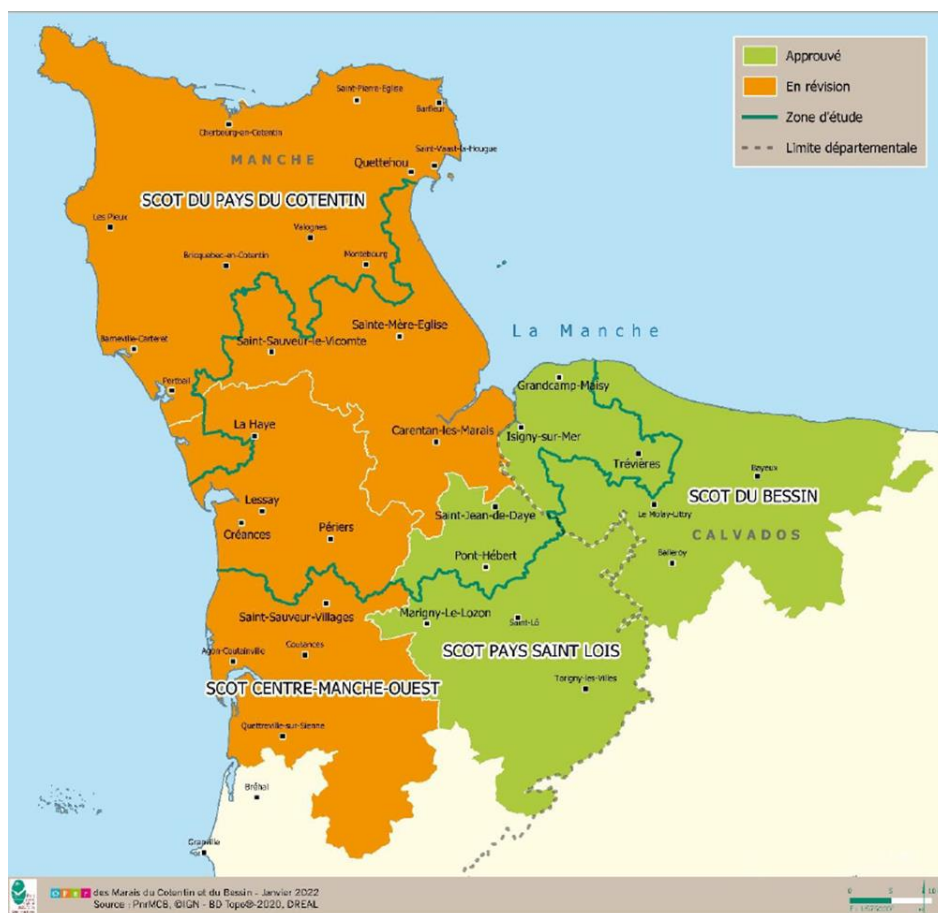 Approuvé
En révision
Zone d'étude
Limite départementale
Saint-Pierre-Eglise
Barfleur
Cherbourg-en-Cotentin
MANCHE
Saint-Vaast-la-Hougue
Quettehou
SCOT DU PAYS DU COTENTIN
Les Pieux
Valognes
Bricquebec-en-Cotentin
Montebourg
Sainte-Mère-Eglise
La Manche
Saint-Sauveur-le-Vicomte
Barneville-Carteret
Portbail
Grandcamp-Maisy
La Haye
Carentan-les-Marais
Isigny-sur-Mer
Trévières
Bayeux
SCOT DU BESSIN
Lessay
Saint-Jean-de-Daye
Le Molay-Littry
Créances
Périers
CALVADOS
Pont-Hébert
Balleroy
Saint-Sauveur-Villages
Marigny-Le-Lozon
Saint-Lô
Coutances
SCOT PAYS SAINT LOIS
Agon-Coutainville
SCOT CENTRE-MANCHE-OUEST
Torigny-les-Villes
Quettreville-sur-Sienne
Bréhal
Granville
des Marais du Cotentin et du Bessin - Janvier 2022
Source : PnrMCB, ©IGN - BD Topo®-2020, DREAL
0 5 10